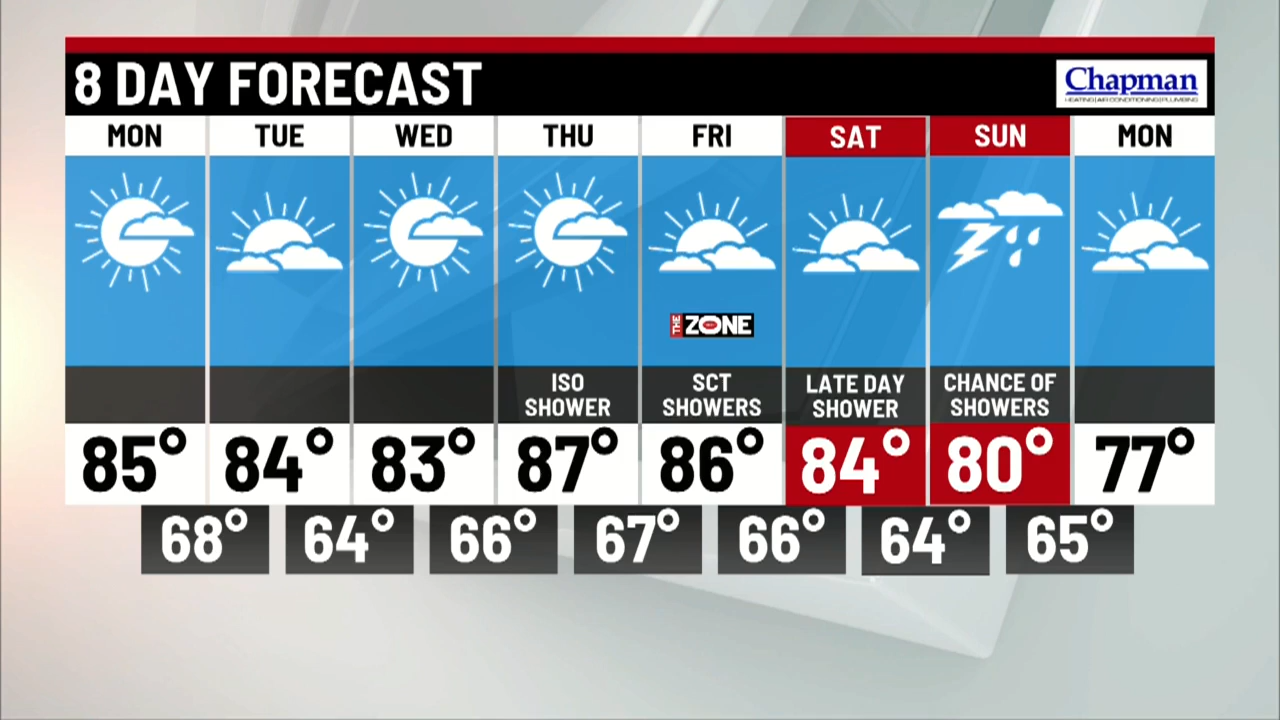 8 DAY FORECAST
Chapman
HEATING|AIR CONDITIONING|PLUMBING
MON TUE WED THU FRI SAT SUN MON
THE ZONE
ISO SHOWER
SCT SHOWERS
LATE DAY SHOWER
CHANCE OF SHOWERS
85° 84° 83° 87° 86° 84° 80° 77°
68° 64° 66° 67° 66° 64° 65°